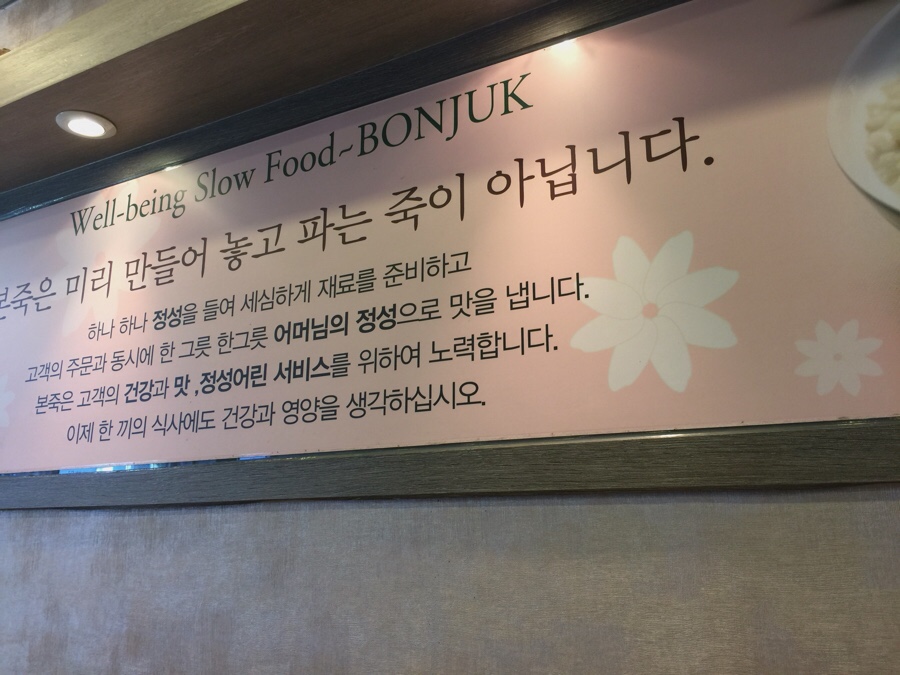 Well-being Slow Food~BONJUK
본죽은 미리 만들어 놓고 파는 죽이 아닙니다.
하나 하나 정성을 들여 세심하게 재료를 준비하고
고객의 주문과 동시에 한 그릇 한그릇 어머님의 정성으로 맛을 냅니다.
본죽은 고객의 건강과 맛 ,정성어린 서비스를 위하여 노력합니다.
이제 한 끼의 식사에도 건강과 영양을 생각하십시오.